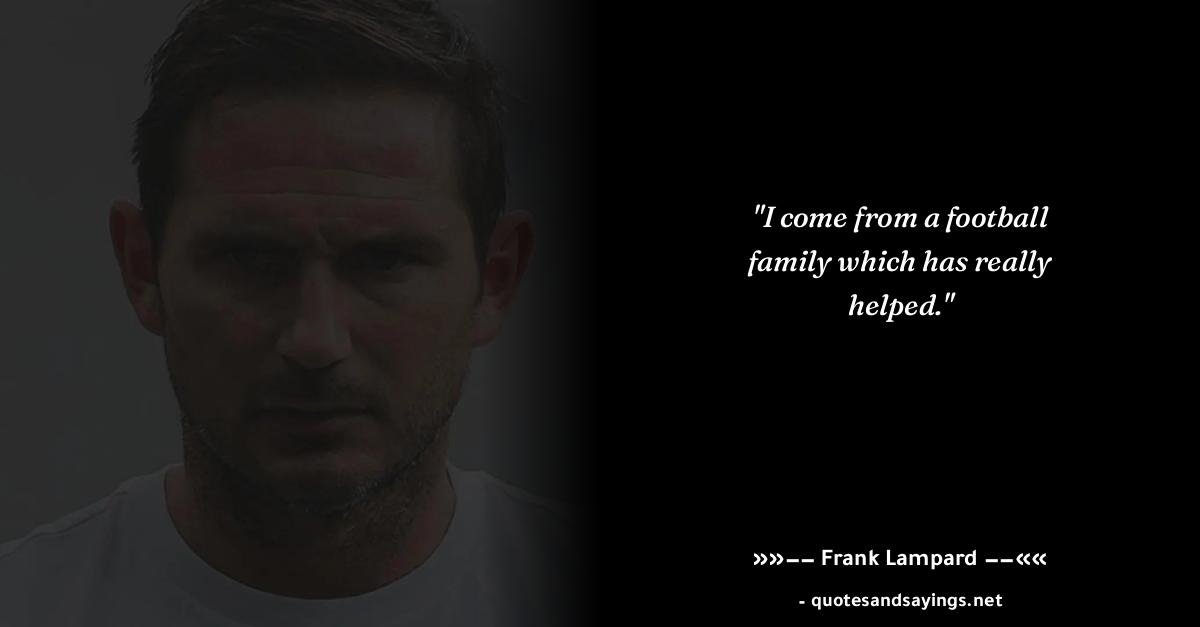 "I come from a football
family which has really
helped."
»»−− Frank Lampard −−««
- quotesandsayings.net